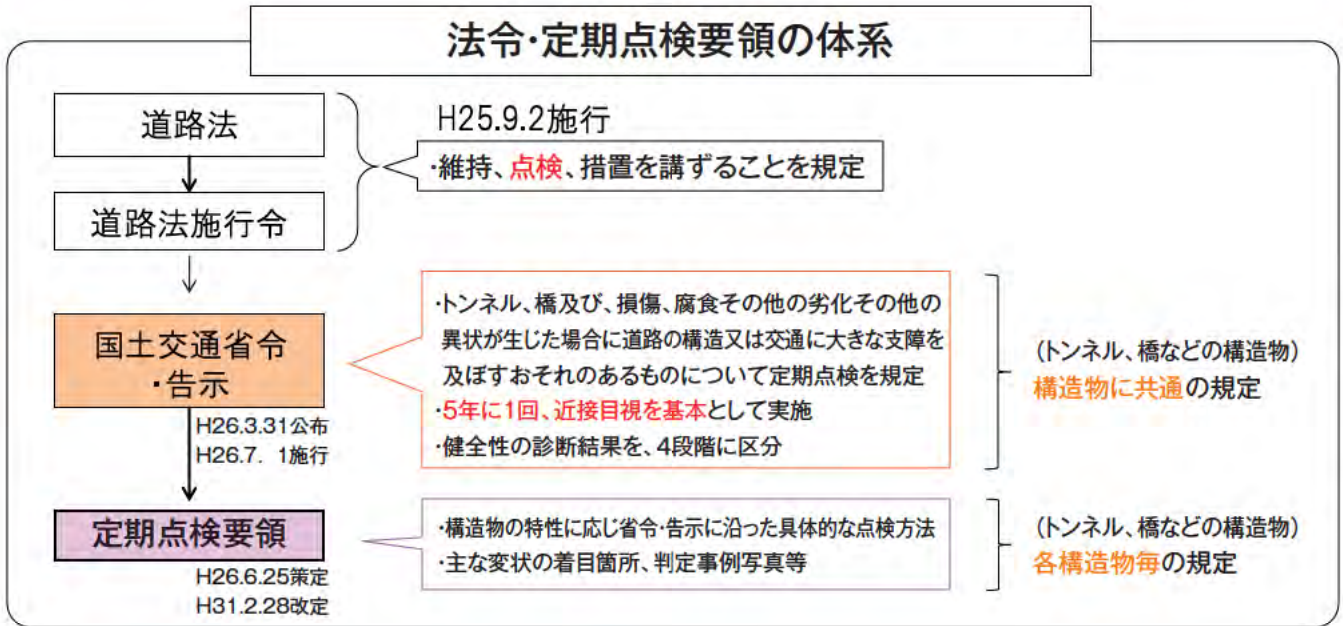 法令・定期点検要領の体系
道路法
道路法施行令
H25.9.2施行
・維持、点検、措置を講ずることを規定
国土交通省令
・告示
H26.3.31公布
H26.7. 1施行
・トンネル、橋及び、損傷、腐食その他の劣化その他の
異状が生じた場合に道路の構造又は交通に大きな支障を
及ぼすおそれのあるものについて定期点検を規定
・5年に1回、近接目視を基本として実施
・健全性の診断結果を、4段階に区分
(トンネル、橋などの構造物)
構造物に共通の規定
定期点検要領
H26.6.25策定
H31.2.28改定
・構造物の特性に応じ省令・告示に沿った具体的な点検方法
・主な変状の着目箇所、判定事例写真等
(トンネル、橋などの構造物)
各構造物毎の規定